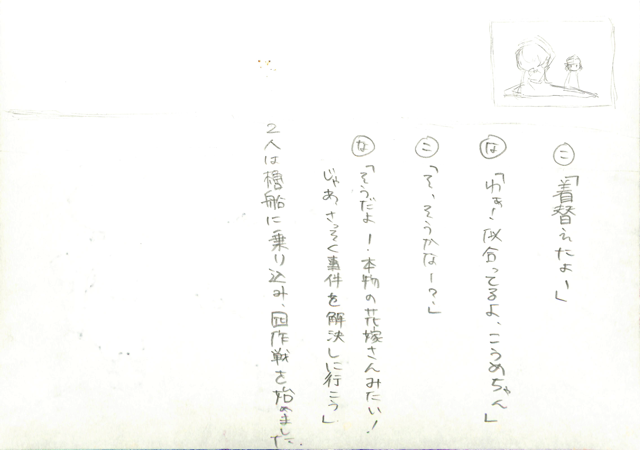 こ「着替えたよ〜」
な「わぁ！似合ってるよ、こうめちゃん」
こ「そ、そうかなー？」
な「そうだよ！本物の花嫁さんみたい！
じゃあ、さっそく事件を解決しに行こう」
2人は櫓船に乗り込み、囮作戦を始めました。